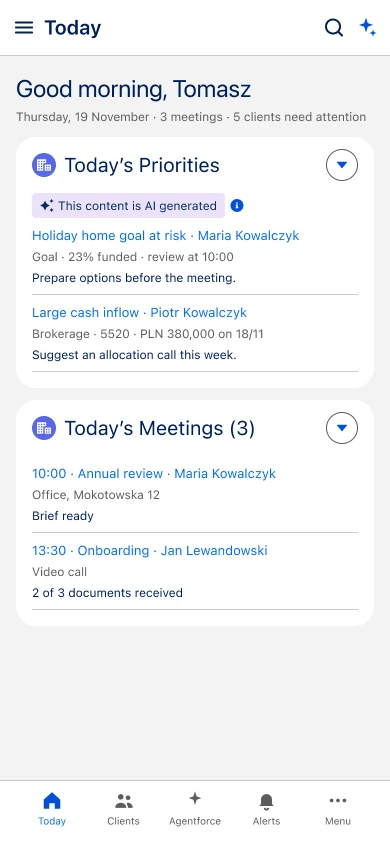 Today
Good morning, Tomasz
Thursday, 19 November · 3 meetings · 5 clients need attention
Today’s Priorities
This content is AI generated
Holiday home goal at risk · Maria Kowalczyk
Goal · 23% funded · review at 10:00
Prepare options before the meeting.
Large cash inflow · Piotr Kowalczyk
Brokerage · 5520 · PLN 380,000 on 18/11
Suggest an allocation call this week.
Today’s Meetings (3)
10:00 · Annual review · Maria Kowalczyk
Office, Mokotowska 12
Brief ready
13:30 · Onboarding · Jan Lewandowski
Video call
2 of 3 documents received
Today Clients Agentforce Alerts Menu